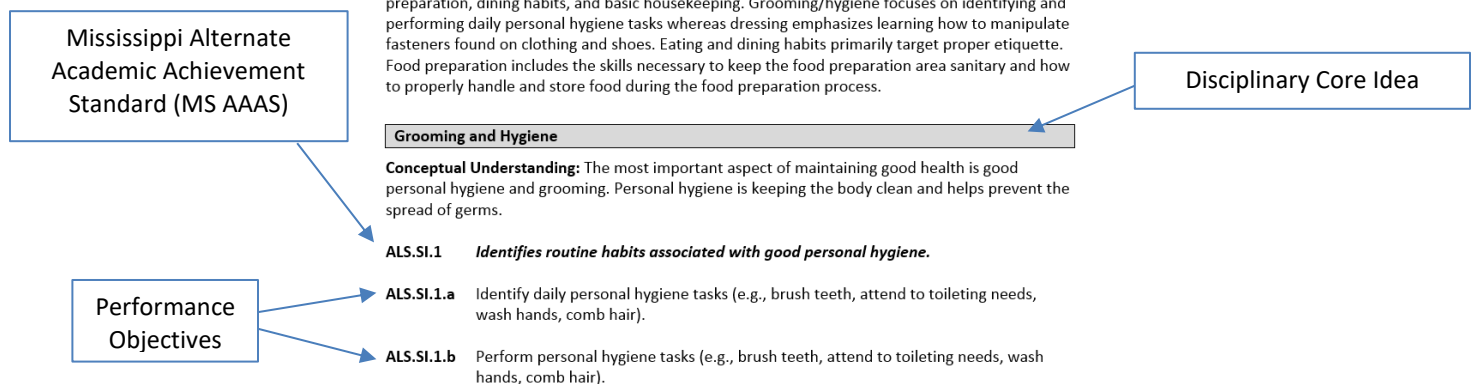 preparation, dining habits, and basic housekeeping. Grooming/hygiene focuses on identifying and
performing daily personal hygiene tasks whereas dressing emphasizes learning how to manipulate
fasteners found on clothing and shoes. Eating and dining habits primarily target proper etiquette.
Food preparation includes the skills necessary to keep the food preparation area sanitary and how
to properly handle and store food during the food preparation process.
Mississippi Alternate
Academic Achievement
Standard (MS AAAS)
Disciplinary Core Idea
Grooming and Hygiene
Conceptual Understanding: The most important aspect of maintaining good health is good
personal hygiene and grooming. Personal hygiene is keeping the body clean and helps prevent the
spread of germs.
ALS.SI.1 Identifies routine habits associated with good personal hygiene.
Performance
Objectives
ALS.SI.1.a Identify daily personal hygiene tasks (e.g., brush teeth, attend to toileting needs,
wash hands, comb hair).
ALS.SI.1.b Perform personal hygiene tasks (e.g., brush teeth, attend to toileting needs, wash
hands, comb hair).